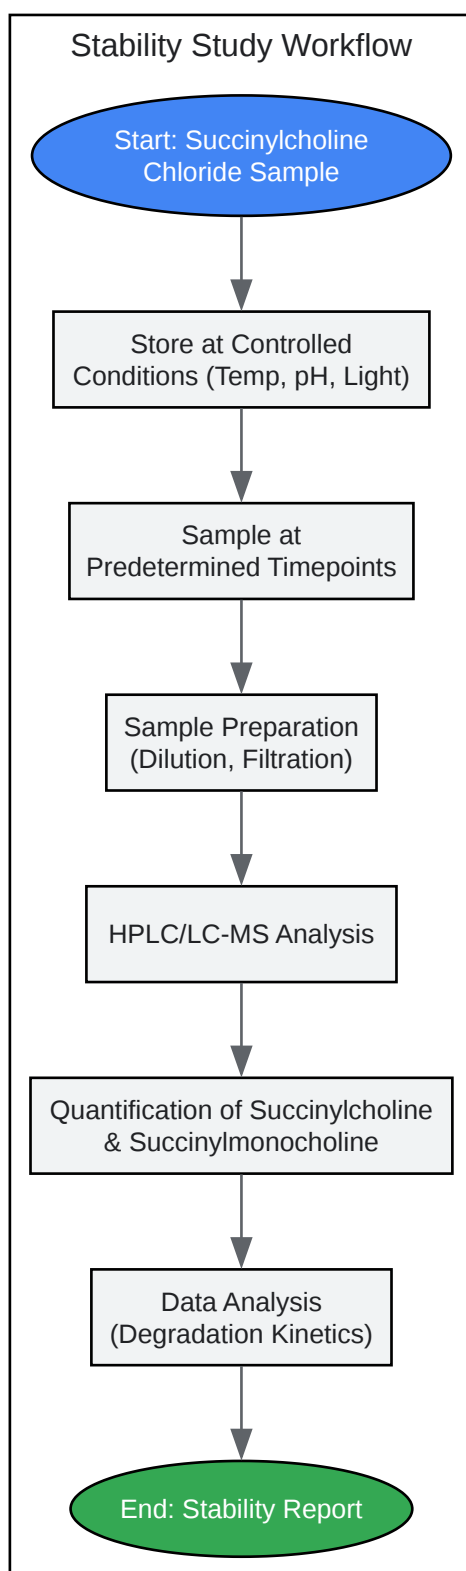 Stability Study Workflow
Start: Succinylcholine
Chloride Sample
Store at Controlled
Conditions (Temp, pH, Light)
Sample at
Predetermined Timepoints
Sample Preparation
(Dilution, Filtration)
HPLC/LC-MS Analysis
Quantification of Succinylcholine
& Succinylmonocholine
Data Analysis
(Degradation Kinetics)
End: Stability Report